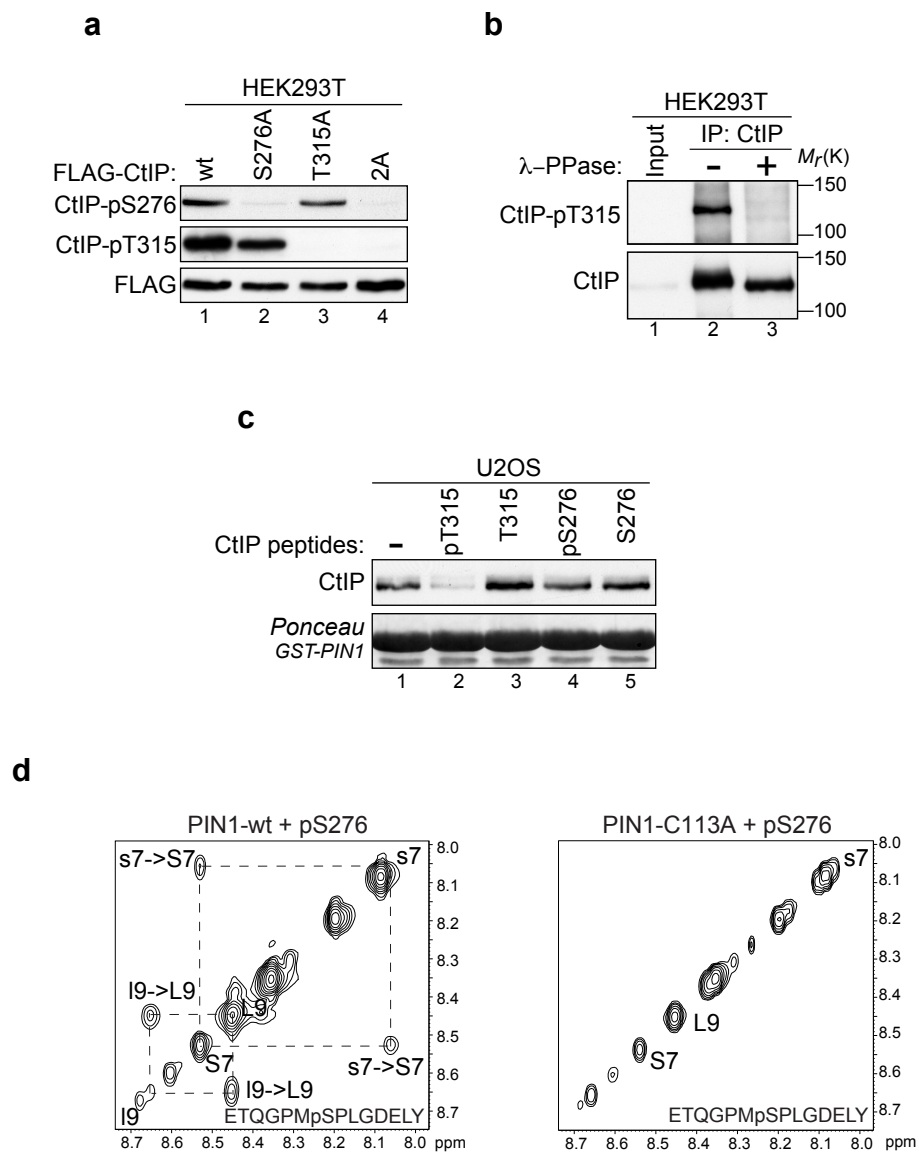 a
HEK293T
FLAG-CtIP:
wt
S276A
T315A
2A
CtIP-pS276
CtIP-pT315
FLAG
1 2 3 4
b
HEK293T
Input
IP: CtIP
λ–PPase:
– +
Mr(K)
CtIP-pT315
–150
–100
CtIP
–150
–100
1 2 3
c
U2OS
CtIP peptides:
–
pT315
T315
pS276
S276
CtIP
Ponceau
GST-PIN1
1 2 3 4 5
d
PIN1-wt + pS276
s7->S7
s7
l9->L9
L9
S7
s7->S7
l9->L9
l9
ETQGPMpSPLGDELY
8.0
8.1
8.2
8.3
8.4
8.5
8.6
8.7
8.7 8.6 8.5 8.4 8.3 8.2 8.1 8.0 ppm
PIN1-C113A + pS276
s7
L9
S7
ETQGPMpSPLGDELY
8.0
8.1
8.2
8.3
8.4
8.5
8.6
8.7
8.7 8.6 8.5 8.4 8.3 8.2 8.1 8.0 ppm